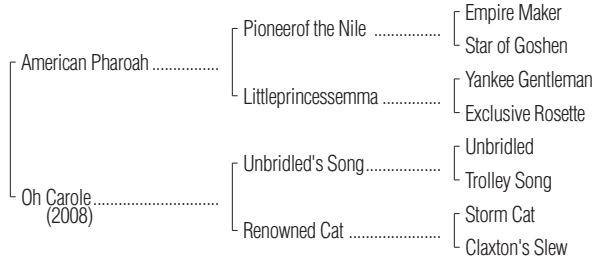 Empire Maker
Pioneerof the Nile ................
Star of Goshen
American Pharoah ................
Yankee Gentleman
Littleprincessemma ..............
Exclusive Rosette
Unbridled
Unbridled's Song..................
Trolley Song
Oh Carole..............................
(2008)
Storm Cat
Renowned Cat ......................
Claxton's Slew